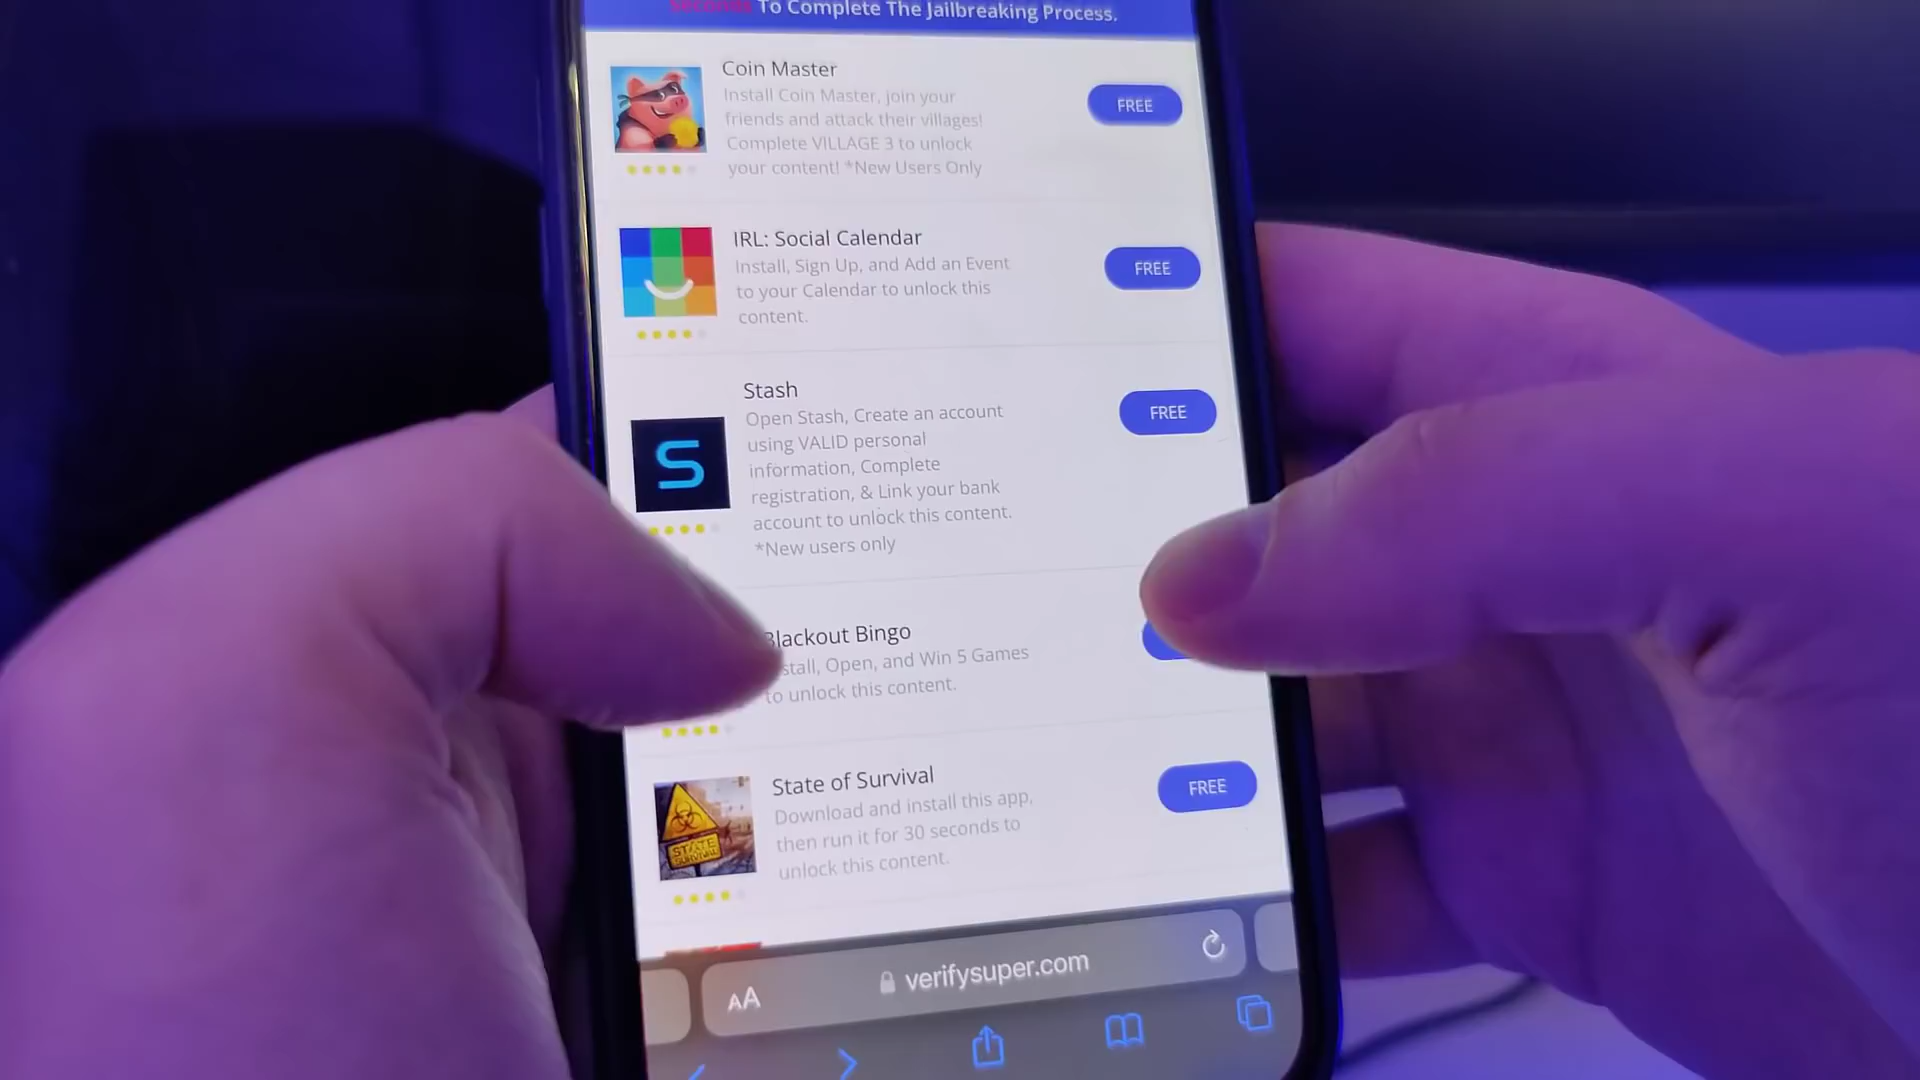 seconds To Complete The Jailbreaking Process.
Coin Master
Install Coin Master, join your
friends and attack their villages!
Complete VILLAGE 3 to unlock
your content! *New Users Only
FREE
IRL: Social Calendar
Install, Sign Up, and Add an Event
to your Calendar to unlock this
content.
FREE
Stash
Open Stash, Create an account
using VALID personal
information, Complete
registration, & Link your bank
account to unlock this content.
*New users only
FREE
S
Blackout Bingo
stall, Open, and Win 5 Games
to unlock this content.
State of Survival
Download and install this app,
then run it for 30 seconds to
unlock this content.
FREE
STATE
SURVIVAL
AA
verifysuper.com